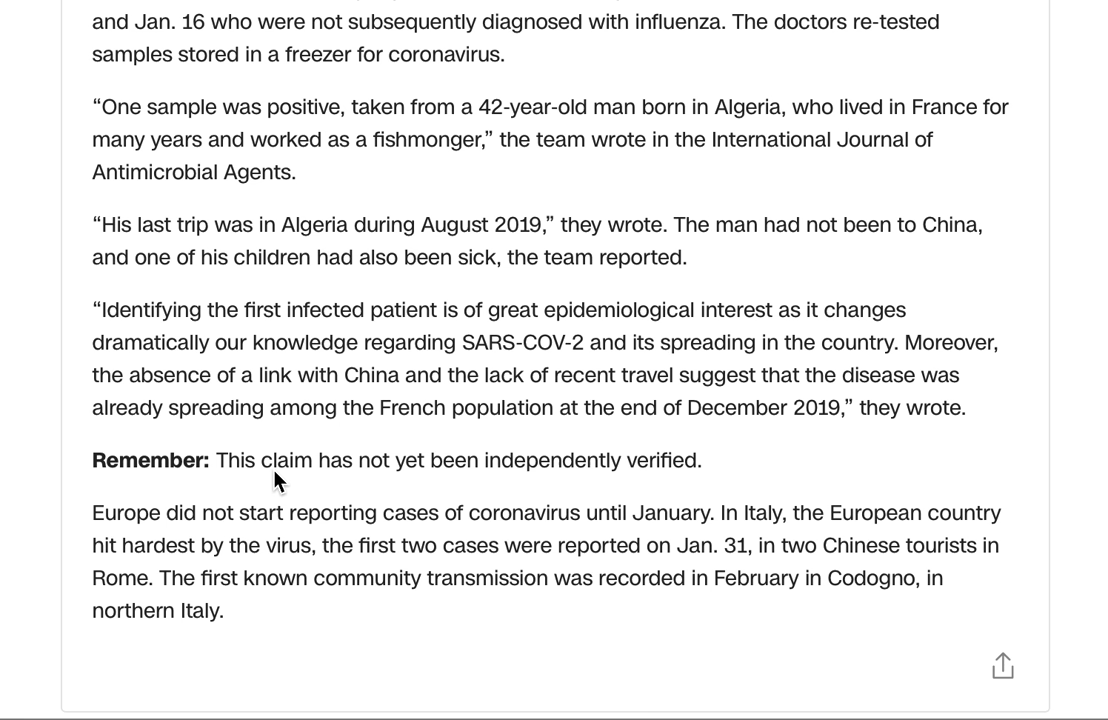 and Jan. 16 who were not subsequently diagnosed with influenza. The doctors re-tested
samples stored in a freezer for coronavirus.
“One sample was positive, taken from a 42-year-old man born in Algeria, who lived in France for
many years and worked as a fishmonger,” the team wrote in the International Journal of
Antimicrobial Agents.
“His last trip was in Algeria during August 2019,” they wrote. The man had not been to China,
and one of his children had also been sick, the team reported.
“Identifying the first infected patient is of great epidemiological interest as it changes
dramatically our knowledge regarding SARS-COV-2 and its spreading in the country. Moreover,
the absence of a link with China and the lack of recent travel suggest that the disease was
already spreading among the French population at the end of December 2019,” they wrote.
Remember: This claim has not yet been independently verified.
Europe did not start reporting cases of coronavirus until January. In Italy, the European country
hit hardest by the virus, the first two cases were reported on Jan. 31, in two Chinese tourists in
Rome. The first known community transmission was recorded in February in Codogno, in
northern Italy.